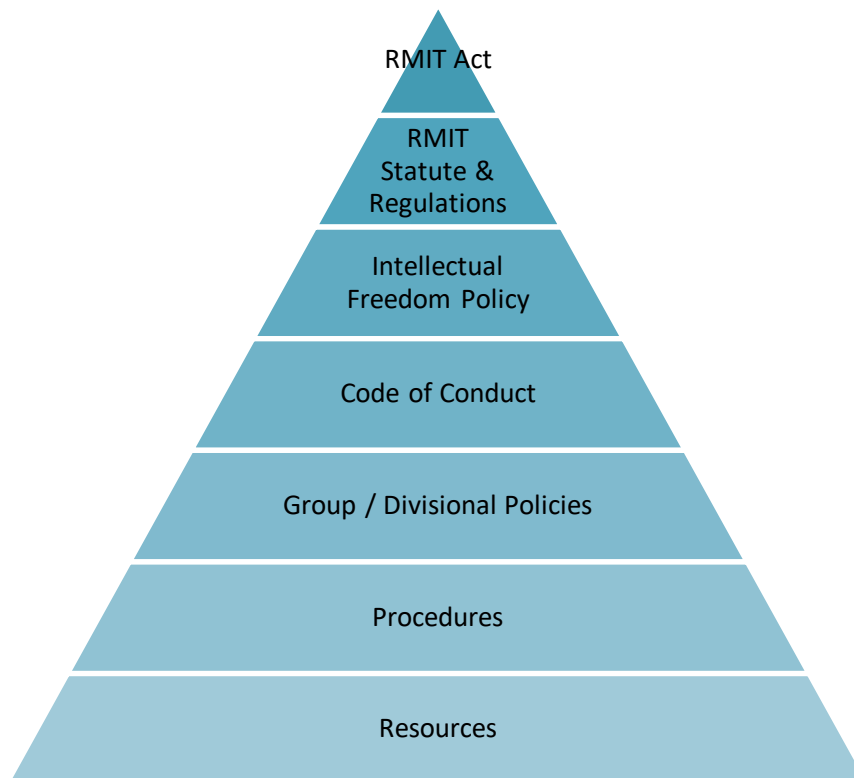 RMIT Act
RMIT
Statute &
Regulations
Intellectual
Freedom Policy
Code of Conduct
Group / Divisional Policies
Procedures
Resources